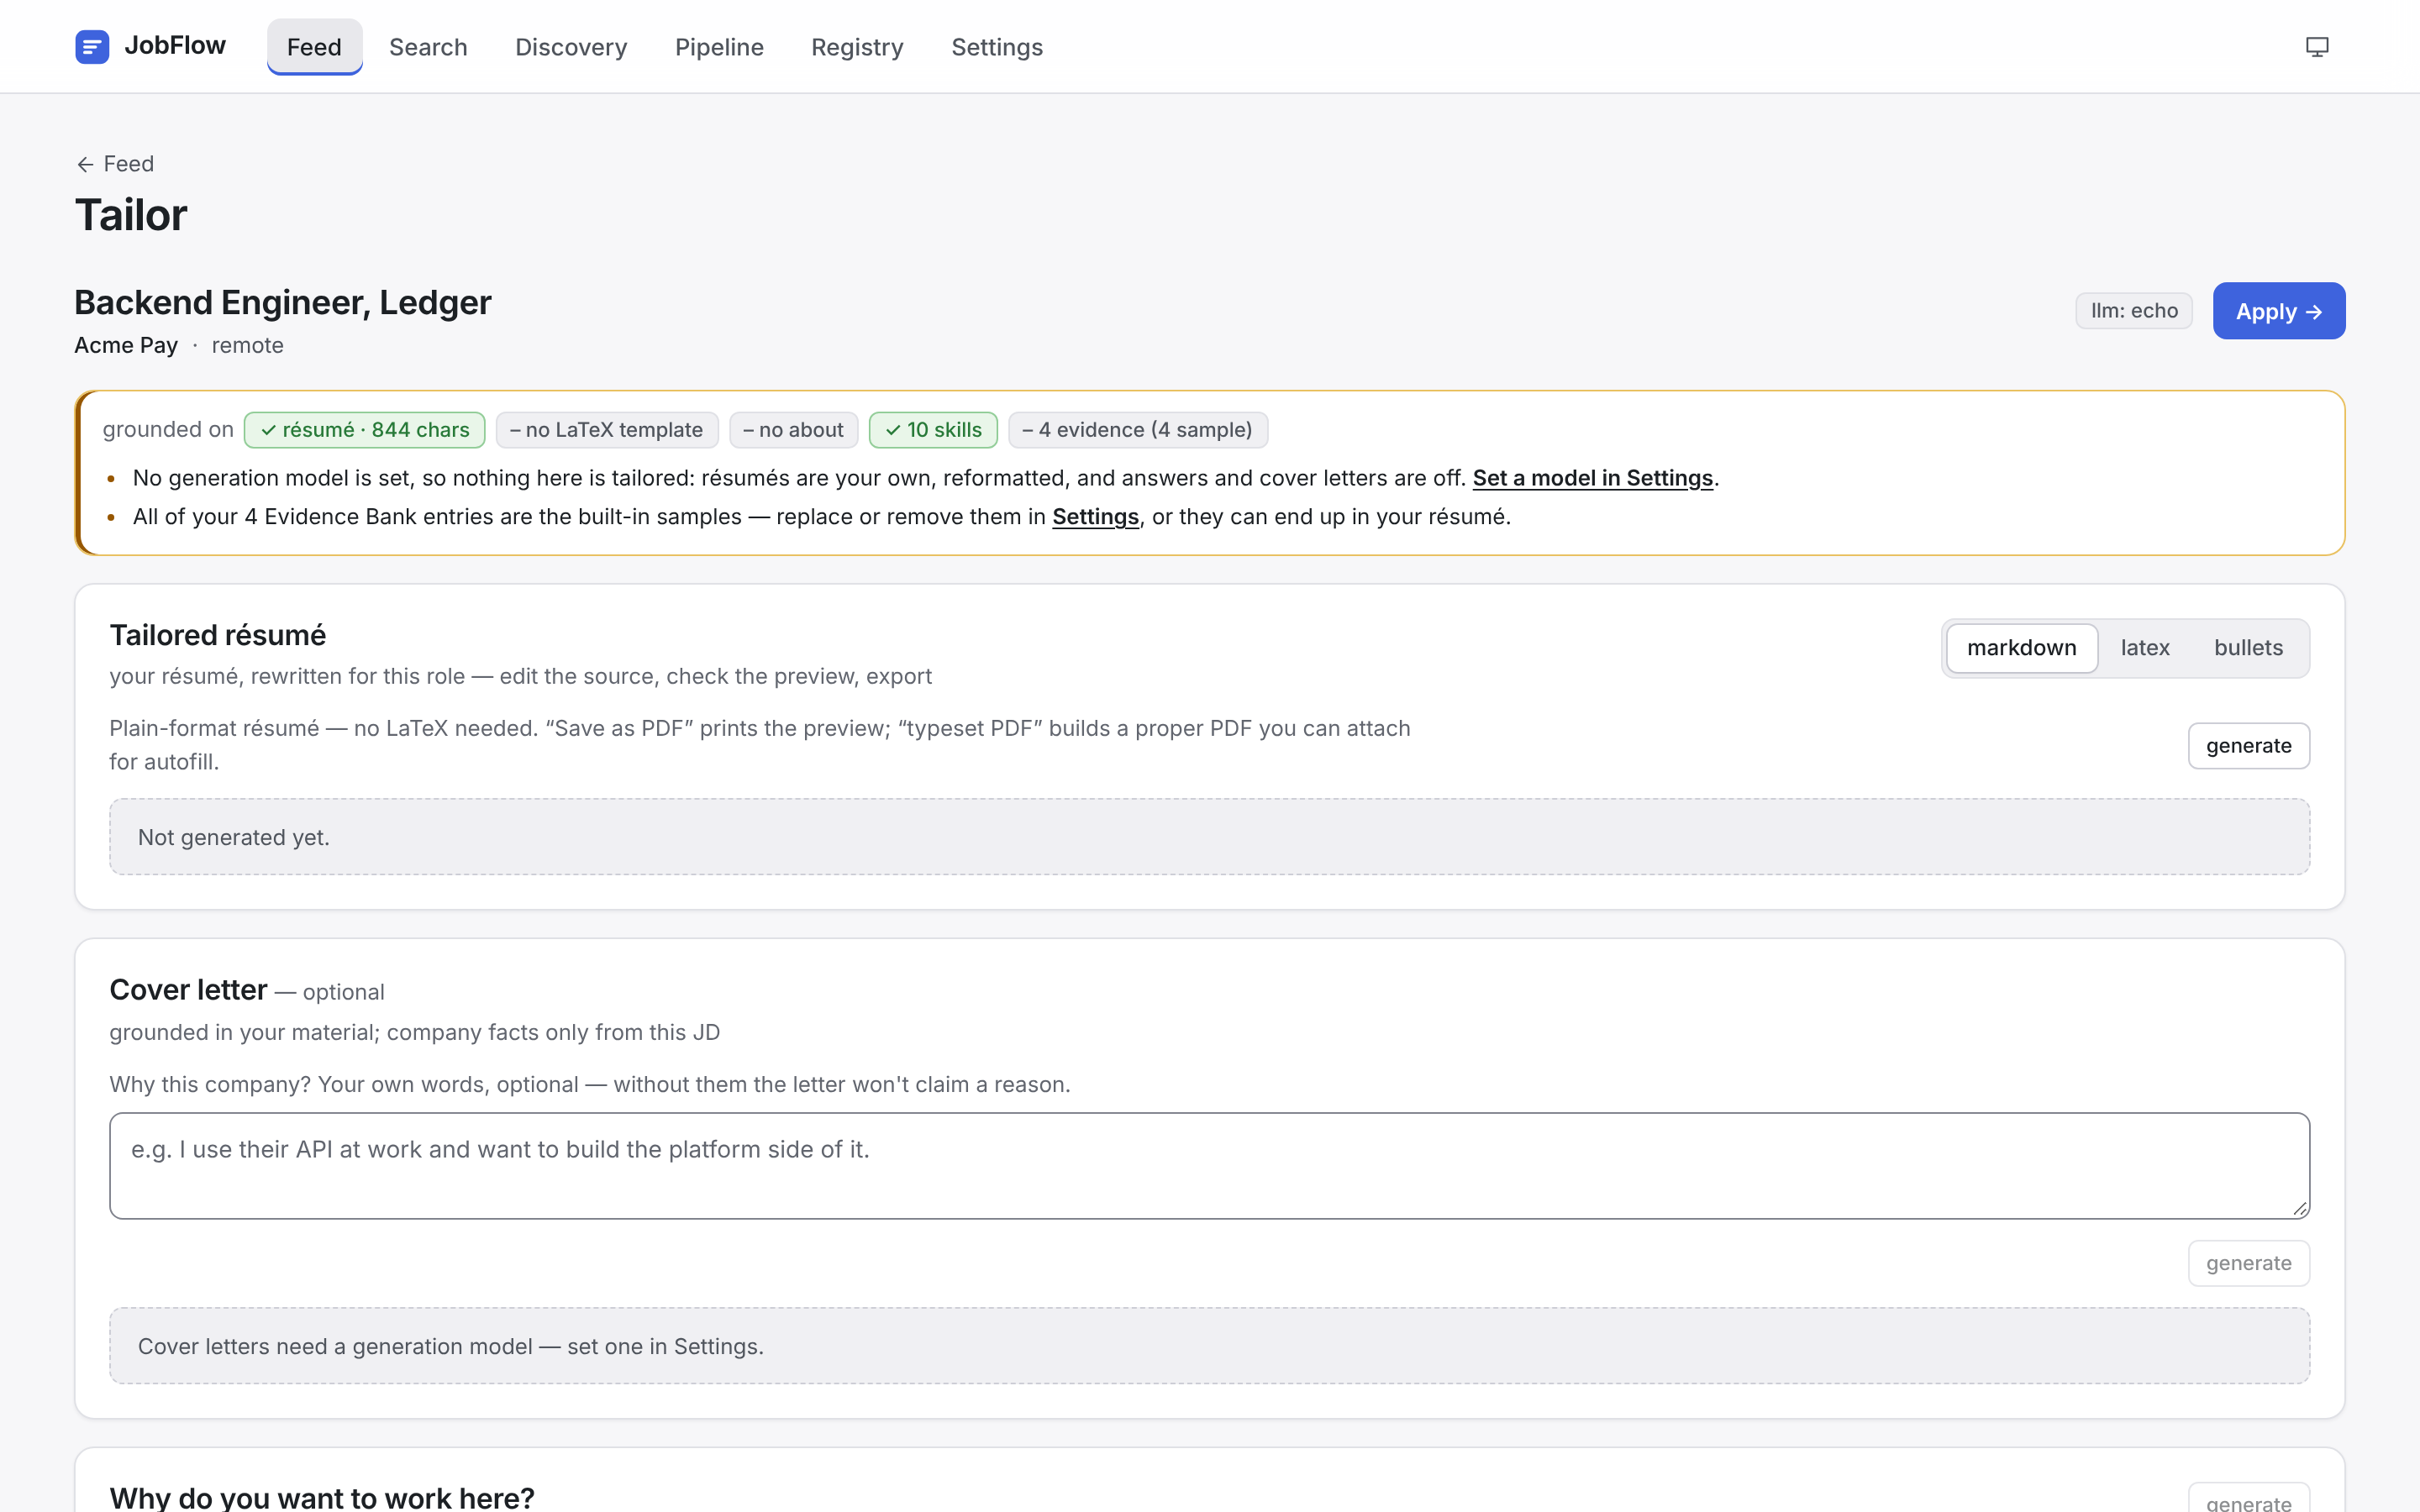 JobFlow
Feed
Search
Discovery
Pipeline
Registry
Settings
← Feed
Tailor
Backend Engineer, Ledger
Acme Pay · remote
llm: echo
Apply →
grounded on ✓ résumé · 844 chars – no LaTeX template – no about ✓ 10 skills – 4 evidence (4 sample)
• No generation model is set, so nothing here is tailored: résumés are your own, reformatted, and answers and cover letters are off. Set a model in Settings.
• All of your 4 Evidence Bank entries are the built-in samples — replace or remove them in Settings, or they can end up in your résumé.
Tailored résumé
markdown latex bullets
your résumé, rewritten for this role — edit the source, check the preview, export
Plain-format résumé — no LaTeX needed. “Save as PDF” prints the preview; “typeset PDF” builds a proper PDF you can attach
for autofill.
generate
Not generated yet.
Cover letter — optional
grounded in your material; company facts only from this JD
Why this company? Your own words, optional — without them the letter won't claim a reason.
e.g. I use their API at work and want to build the platform side of it.
generate
Cover letters need a generation model — set one in Settings.
Why do you want to work here?
generate